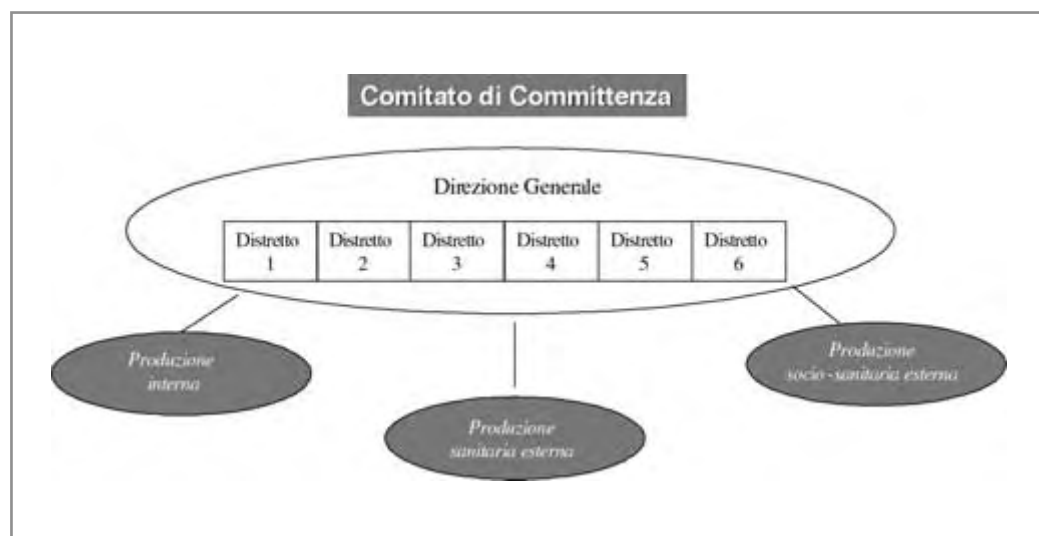 Comitato di Committenza
Direzione Generale
Distretto 1
Distretto 2
Distretto 3
Distretto 4
Distretto 5
Distretto 6
Produzione
interna
Produzione
sanitaria esterna
Produzione
socio-sanitaria esterna